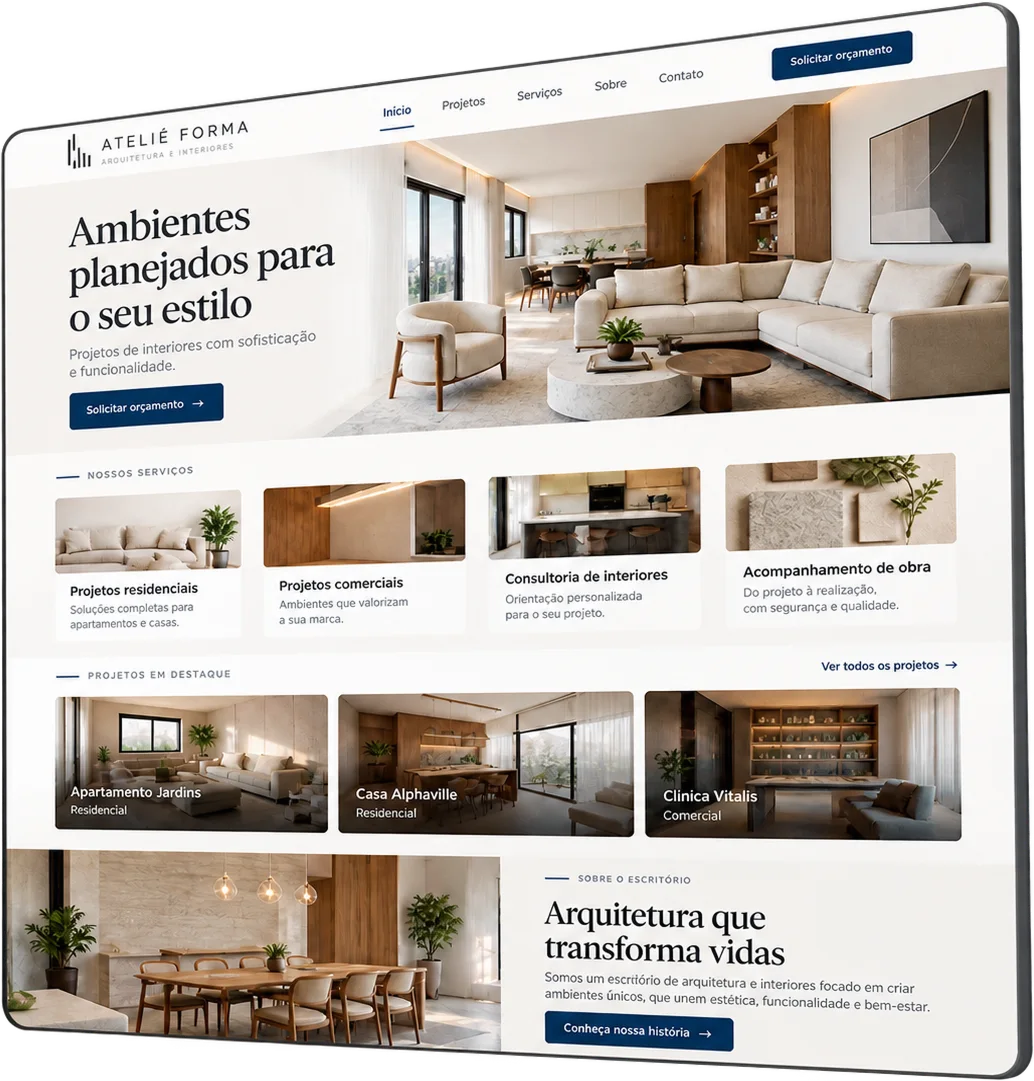 ATELIÉ FORMA
ARQUITETURA E INTERIORES
Início
Projetos
Serviços
Sobre
Contato
Solicitar orçamento
Ambientes
planejados para
o seu estilo
Projetos de interiores com sofisticação
e funcionalidade.
Solicitar orçamento →
NOSSOS SERVIÇOS
Projetos residenciais
Soluções completas para
apartamentos e casas.
Projetos comerciais
Ambientes que valorizam
a sua marca.
Consultoria de interiores
Orientação personalizada
para o seu projeto.
Acompanhamento de obra
Do projeto à realização,
com segurança e qualidade.
PROJETOS EM DESTAQUE
Ver todos os projetos →
Apartamento Jardins
Residencial
Casa Alphaville
Residencial
Clínica Vitalis
Comercial
SOBRE O ESCRITÓRIO
Arquitetura que
transforma vidas
Somos um escritório de arquitetura e interiores focado em criar
ambientes únicos, que unem estética, funcionalidade e bem-estar.
Conheça nossa história →